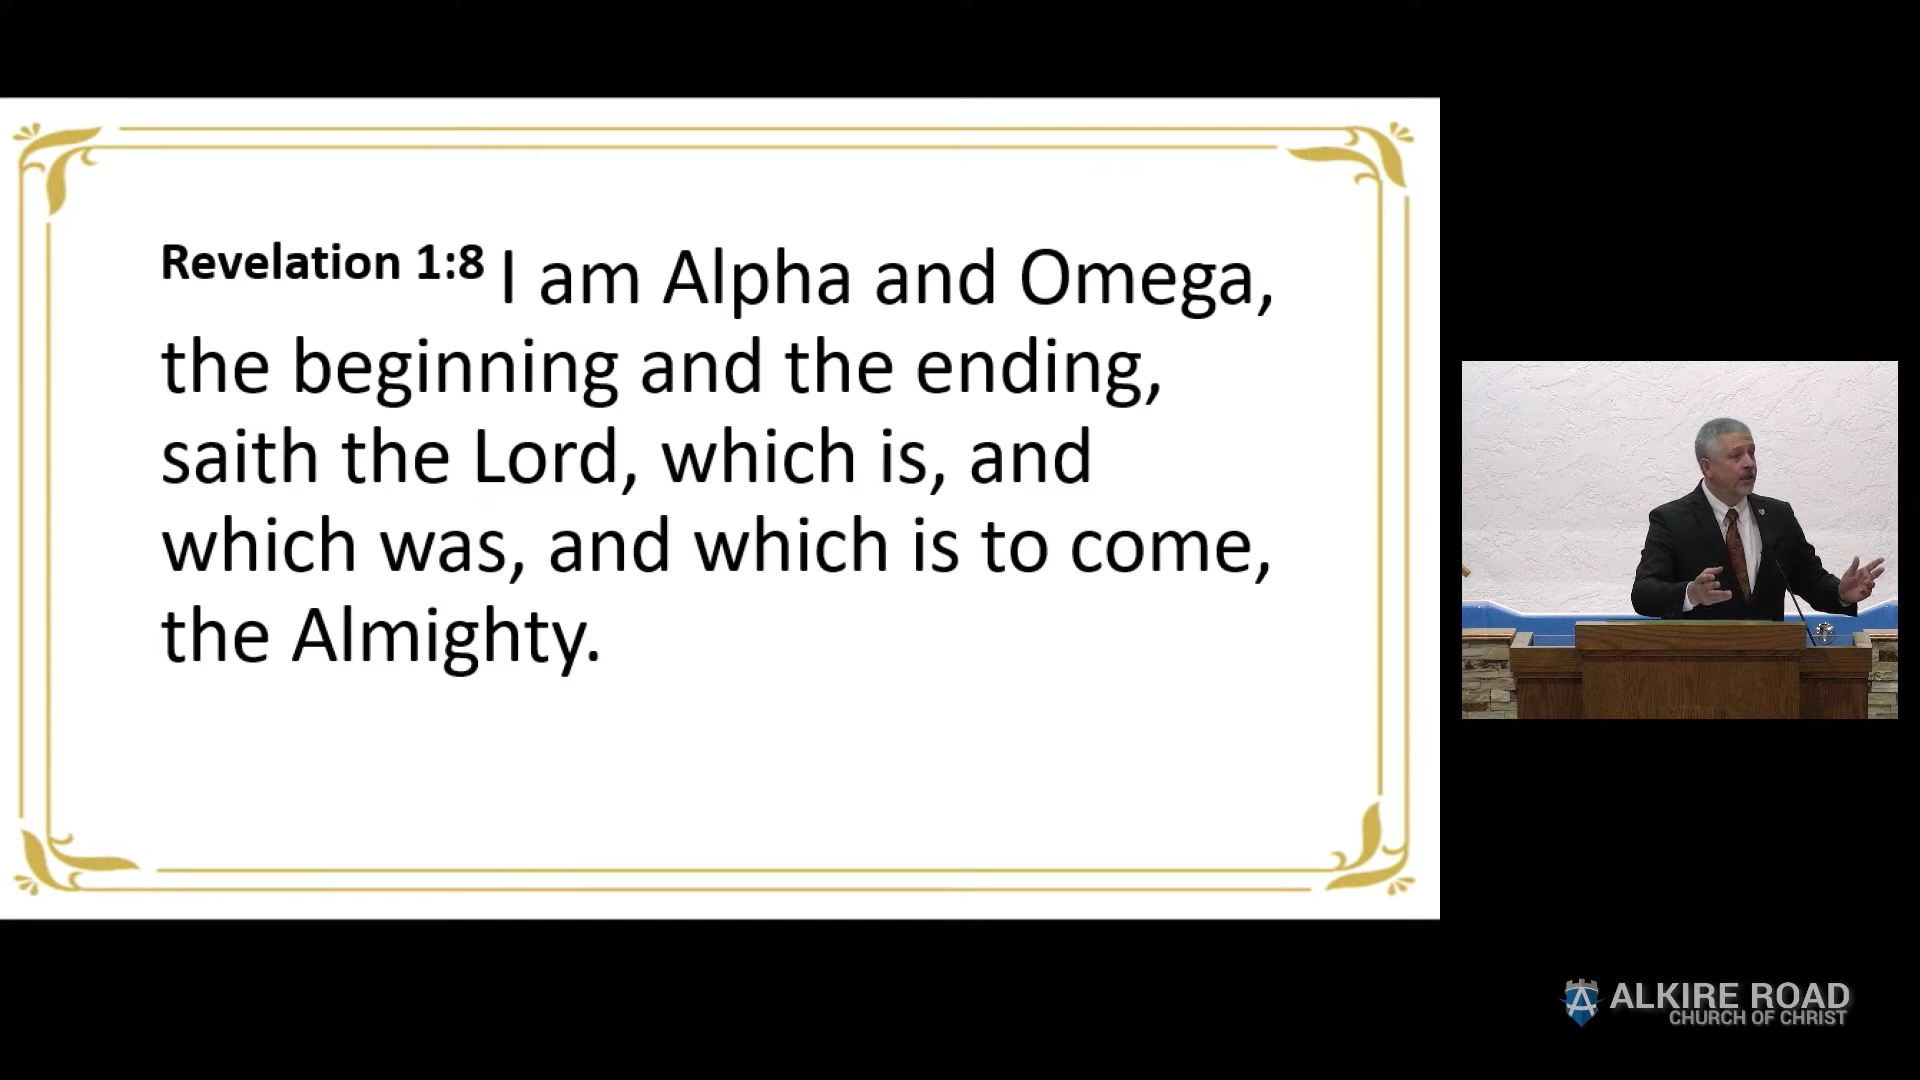 Revelation 1:8 I am Alpha and Omega,
the beginning and the ending,
saith the Lord, which is, and
which was, and which is to come,
the Almighty.
ALKIRE ROAD
CHURCH OF CHRIST